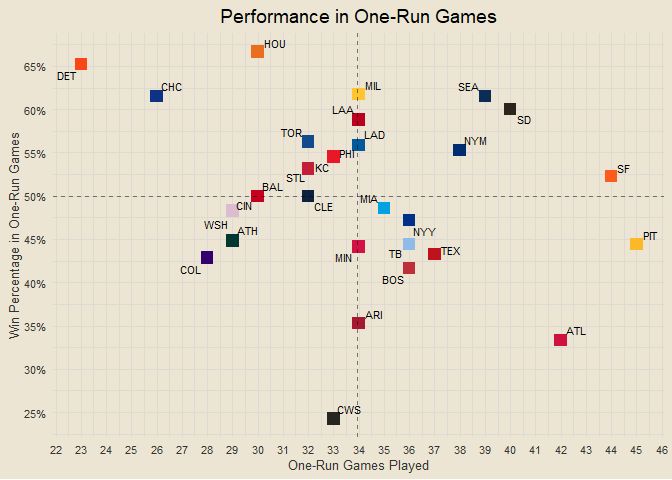 Performance in One-Run Games
HOU
65%
DET
CHC
MIL
SEA
60%
LAA
SD
TOR
LAD
55%
PHI
NYM
KC
STL
SF
BAL
50%
MIA
CIN
CLE
WSH
ATH
NYY
PIT
45%
MIN
TB
TEX
COL
BOS
40%
ARI
35%
ATL
30%
CWS
25%
22 23 24 25 26 27 28 29 30 31 32 33 34 35 36 37 38 39 40 41 42 43 44 45 46
One-Run Games Played
Win Percentage in One-Run Games